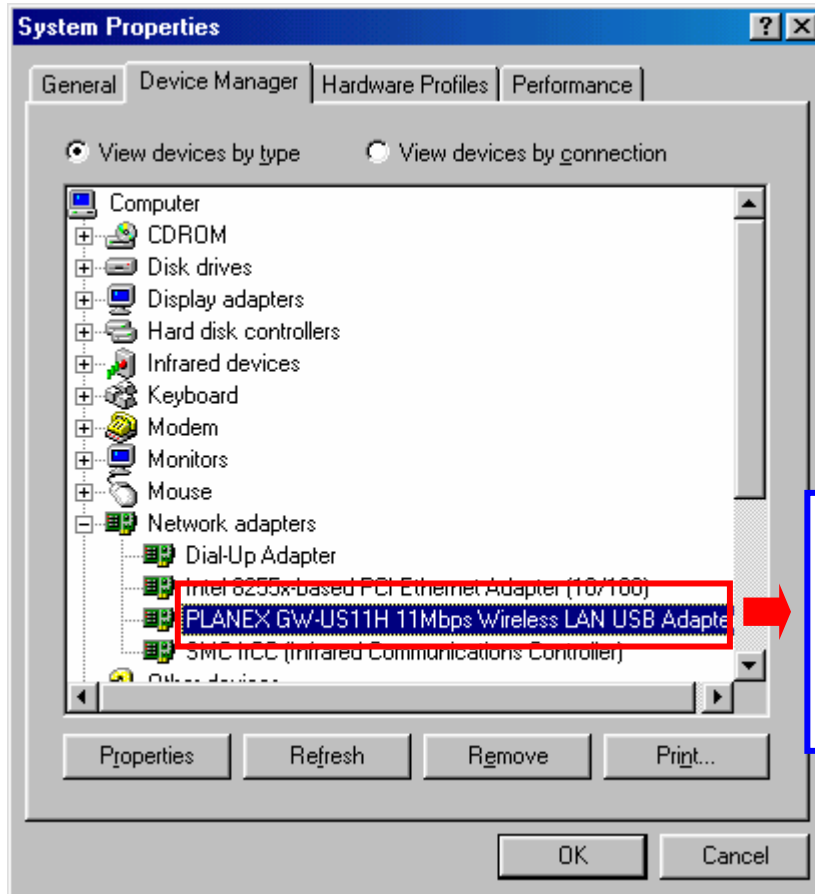 System Properties
General Device Manager Hardware Profiles Performance
View devices by type View devices by connection
Computer
CDROM
Disk drives
Display adapters
Hard disk controllers
Infrared devices
Keyboard
Modem
Monitors
Mouse
Network adapters
Dial-Up Adapter
Intel 8255x-based PCI Ethernet Adapter (10/100)
PLANEX GW-US11H 11Mbps Wireless LAN USB Adapte
SMC IrCC (Infrared Communications Controller)
Other devices
Properties Refresh Remove Print...
OK Cancel